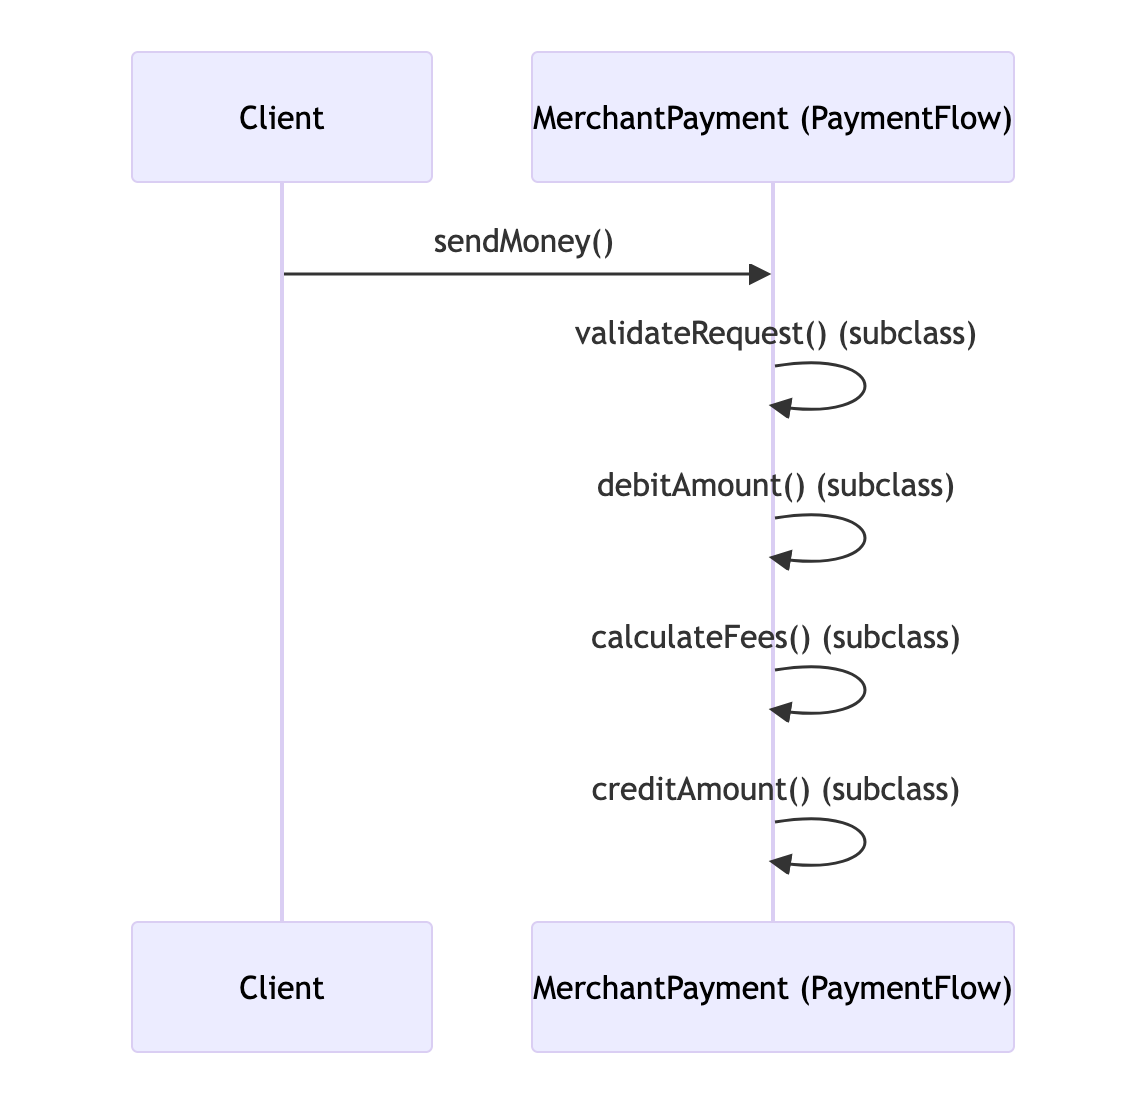 Client
MerchantPayment (PaymentFlow)
sendMoney()
validateRequest() (subclass)
debitAmount() (subclass)
calculateFees() (subclass)
creditAmount() (subclass)
Client
MerchantPayment (PaymentFlow)